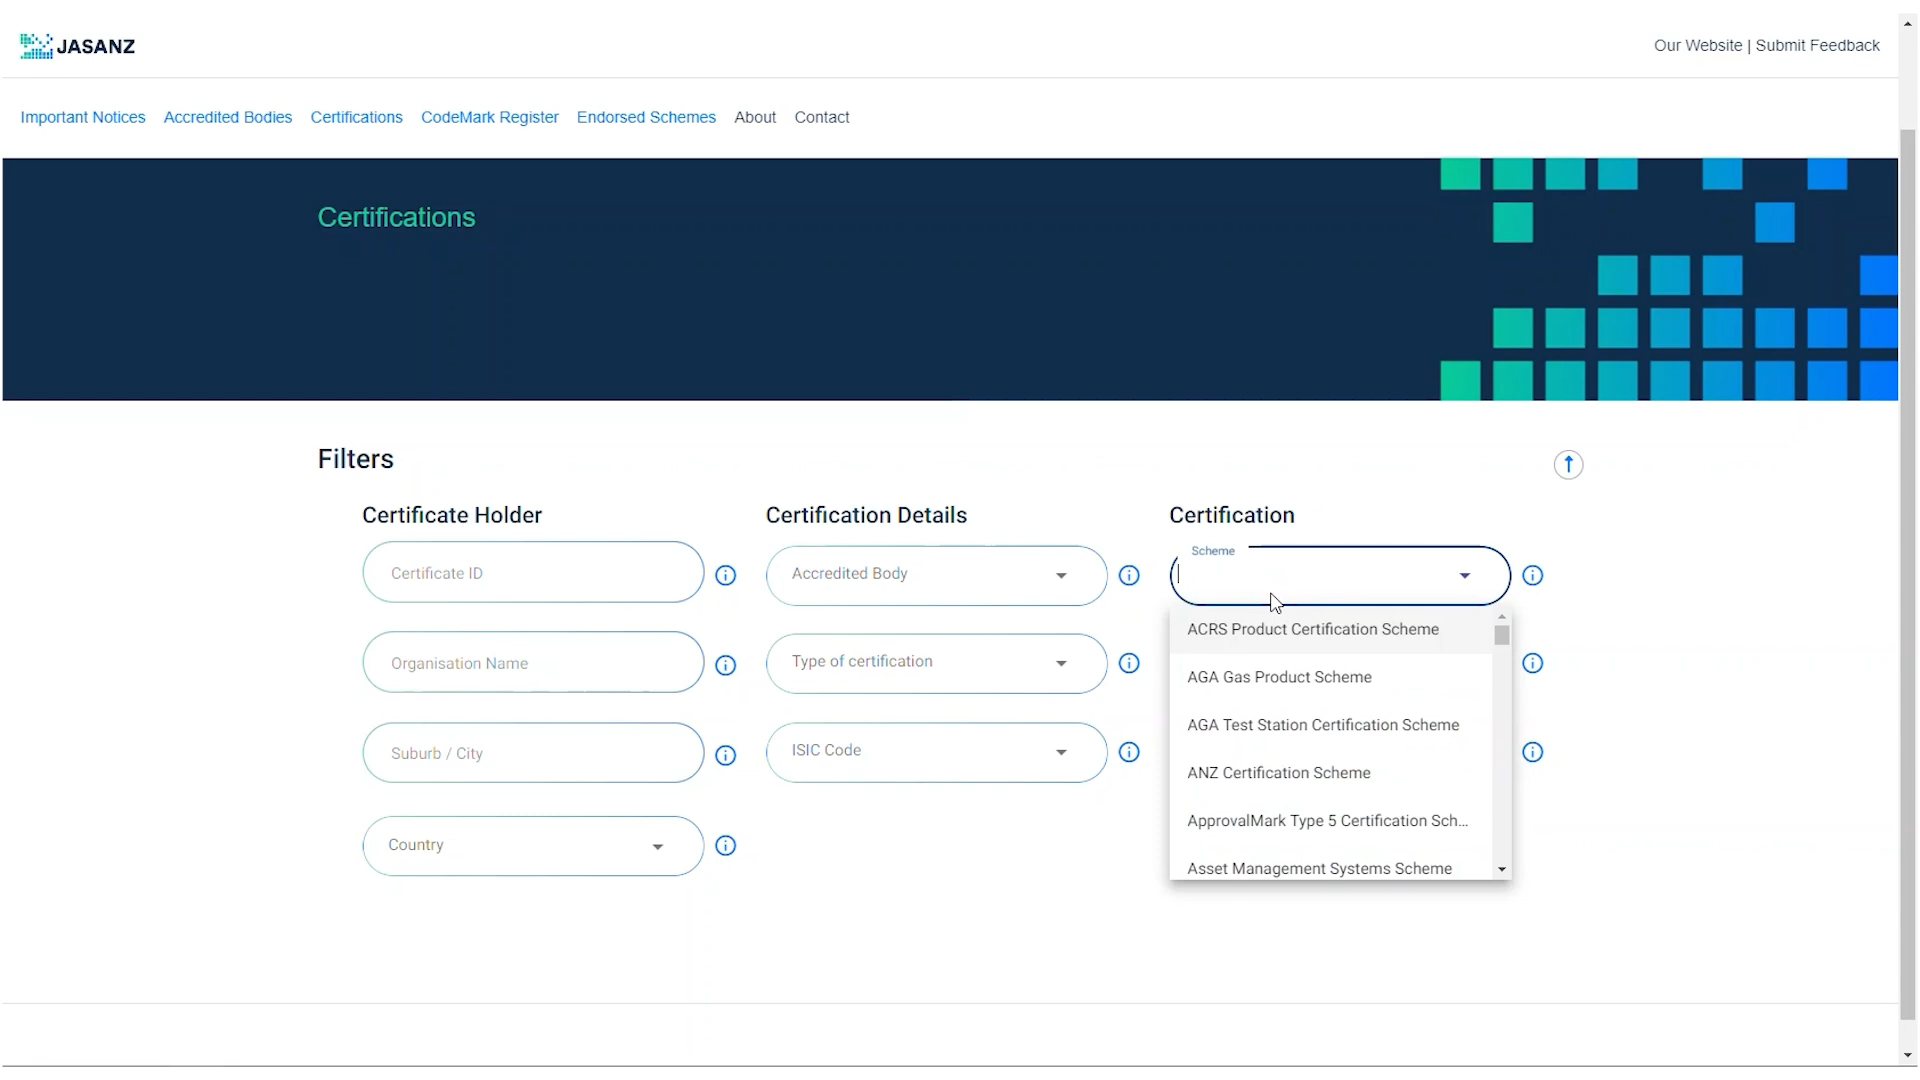 JASANZ
Our Website | Submit Feedback
Important Notices Accredited Bodies Certifications CodeMark Register Endorsed Schemes About Contact
Certifications
Filters
Certificate Holder
Certification Details
Certification
Certificate ID
Accredited Body
Scheme
Organisation Name
Type of certification
Suburb / City
ISIC Code
Country
ACRS Product Certification Scheme
AGA Gas Product Scheme
AGA Test Station Certification Scheme
ANZ Certification Scheme
ApprovalMark Type 5 Certification Sch...
Asset Management Systems Scheme